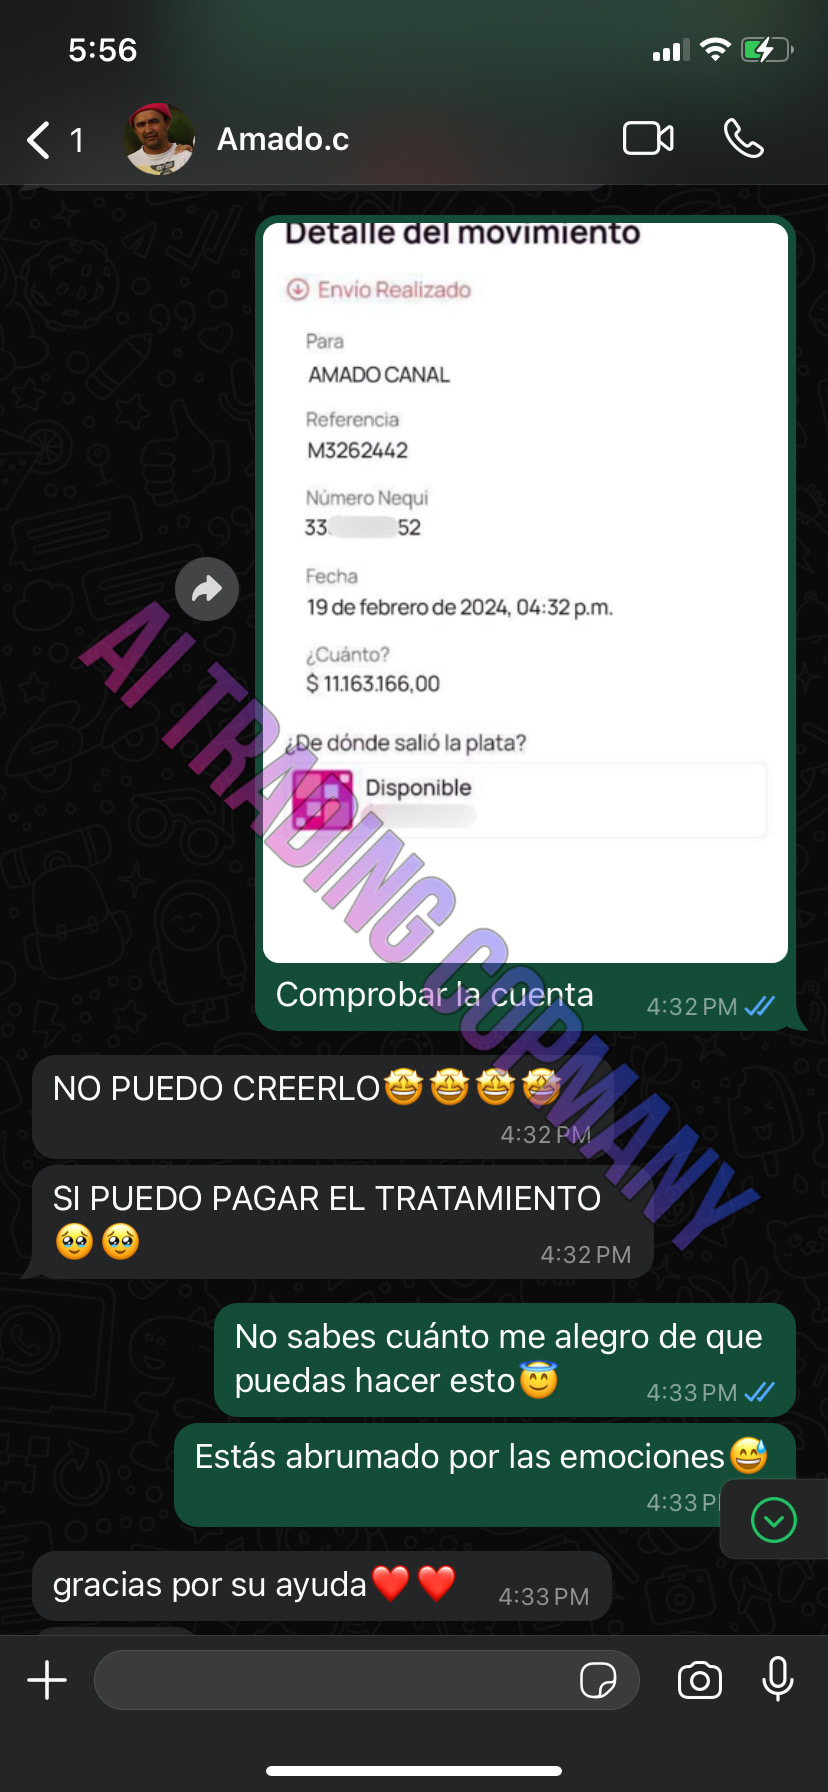 5:56
1
Amado.c
Detalle del movimiento
Envio Realizado
Para
AMADO CANAL
Referencia
M3262442
Número Nequi
33 52
Fecha
19 de febrero de 2024, 04:32 p.m.
¿Cuánto?
$ 11.163.166,00
¿De dónde salió la plata?
Disponible
Comprobar la cuenta
4:32 PM
AI TRADING COPMANY
NO PUEDO CREERLO🤩🤩🤩🤩
4:32 PM
SI PUEDO PAGAR EL TRATAMIENTO
🥹🥹
4:32 PM
No sabes cuánto me alegro de que
puedas hacer esto😇
4:33 PM
Estás abrumado por las emociones😅
4:33
gracias por su ayuda❤️❤️
4:33 PM